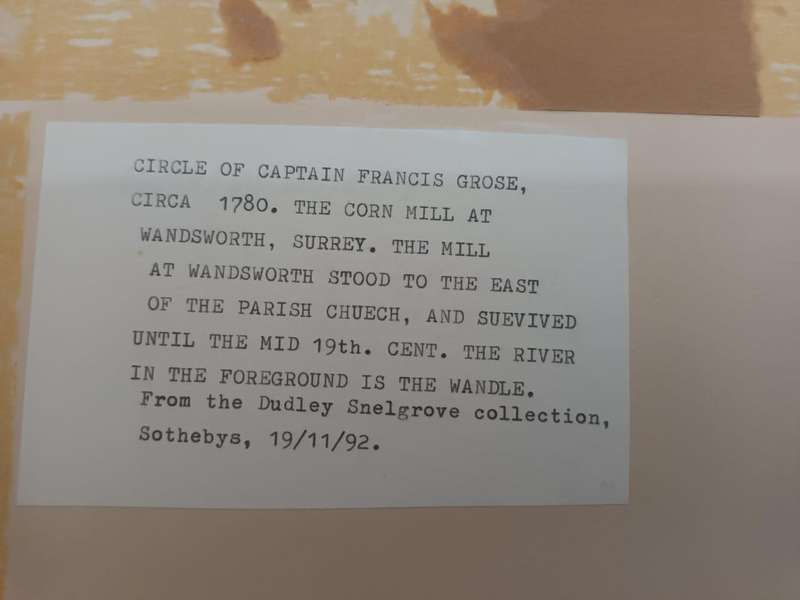 CIRCLE OF CAPTAIN FRANCIS GROSE,
CIRCA 1780. THE CORN MILL AT
WANDSWORTH, SURREY. THE MILL
AT WANDSWORTH STOOD TO THE EAST
OF THE PARISH CHUECH, AND SUEVIVED
UNTIL THE MID 19th. CENT. THE RIVER
IN THE FOREGROUND IS THE WANDLE.
From the Dudley Snelgrove collection,
Sothebys, 19/11/92.